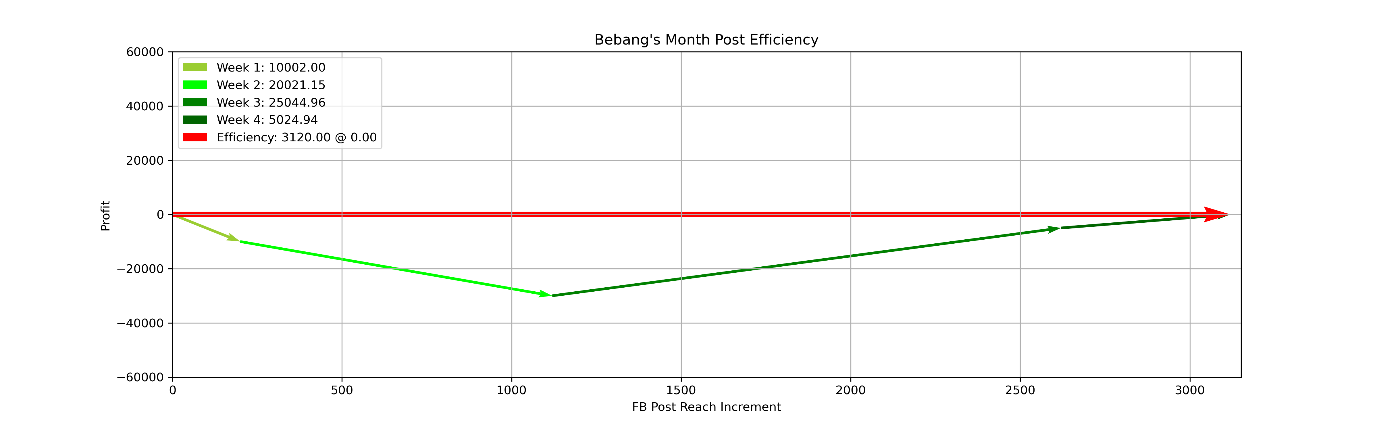 Bebang's Month Post Efficiency
60000
40000
20000
0
−20000
−40000
−60000
Profit
Week 1: 10002.00
Week 2: 20021.15
Week 3: 25044.96
Week 4: 5024.94
Efficiency: 3120.00 @ 0.00
0 500 1000 1500 2000 2500 3000
FB Post Reach Increment